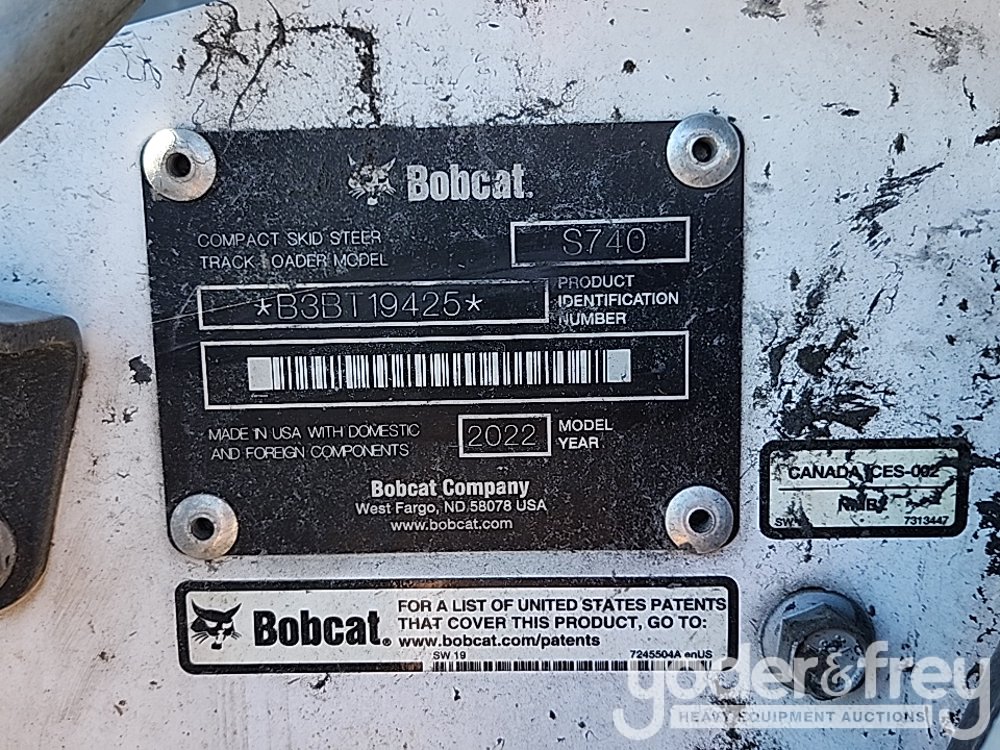 Bobcat.
COMPACT SKID STEER
TRACK LOADER MODEL
S740
*B3BT19425*
PRODUCT
IDENTIFICATION
NUMBER
MADE IN USA WITH DOMESTIC
AND FOREIGN COMPONENTS
2022
MODEL
YEAR
Bobcat Company
West Fargo, ND 58078 USA
www.bobcat.com
CANADA ICES-002
SW
7313447
Bobcat.
FOR A LIST OF UNITED STATES PATENTS
THAT COVER THIS PRODUCT, GO TO:
www.bobcat.com/patents
SW 19
7245504A enUS
yoder&frey
HEAVY EQUIPMENT AUCTIONS